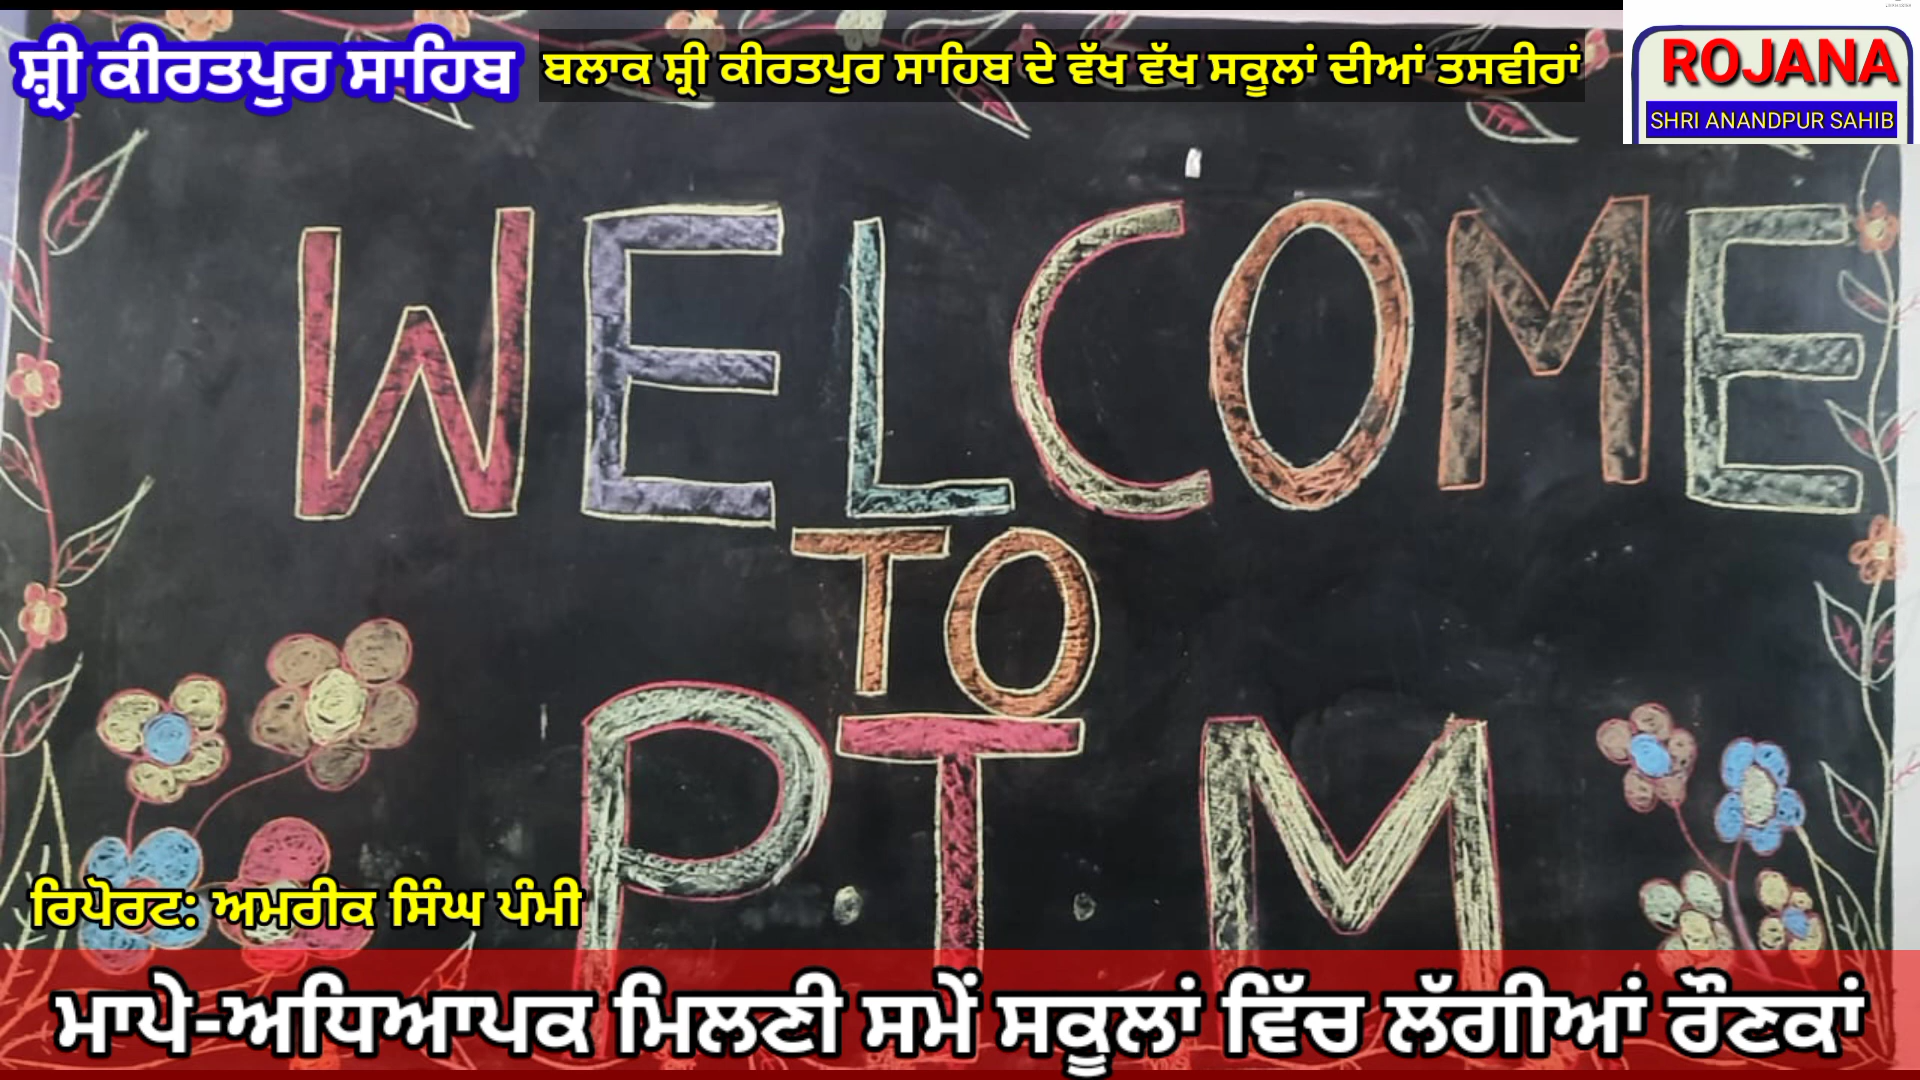 ਸ਼੍ਰੀ ਕੀਰਤਪੁਰ ਸਾਹਿਬ
ਬਲਾਕ ਸ਼੍ਰੀ ਕੀਰਤਪੁਰ ਸਾਹਿਬ ਦੇ ਵੱਖ ਵੱਖ ਸਕੂਲਾਂ ਦੀਆਂ ਤਸਵੀਰਾਂ
ROJANA
SHRI ANANDPUR SAHIB
WELCOME
TO
P.T.M
ਰਿਪੋਰਟ: ਅਮਰੀਕ ਸਿੰਘ ਪੰਮੀ
ਮਾਪੇ-ਅਧਿਆਪਕ ਮਿਲਣੀ ਸਮੇਂ ਸਕੂਲਾਂ ਵਿੱਚ ਲੱਗੀਆਂ ਰੌਣਕਾਂ